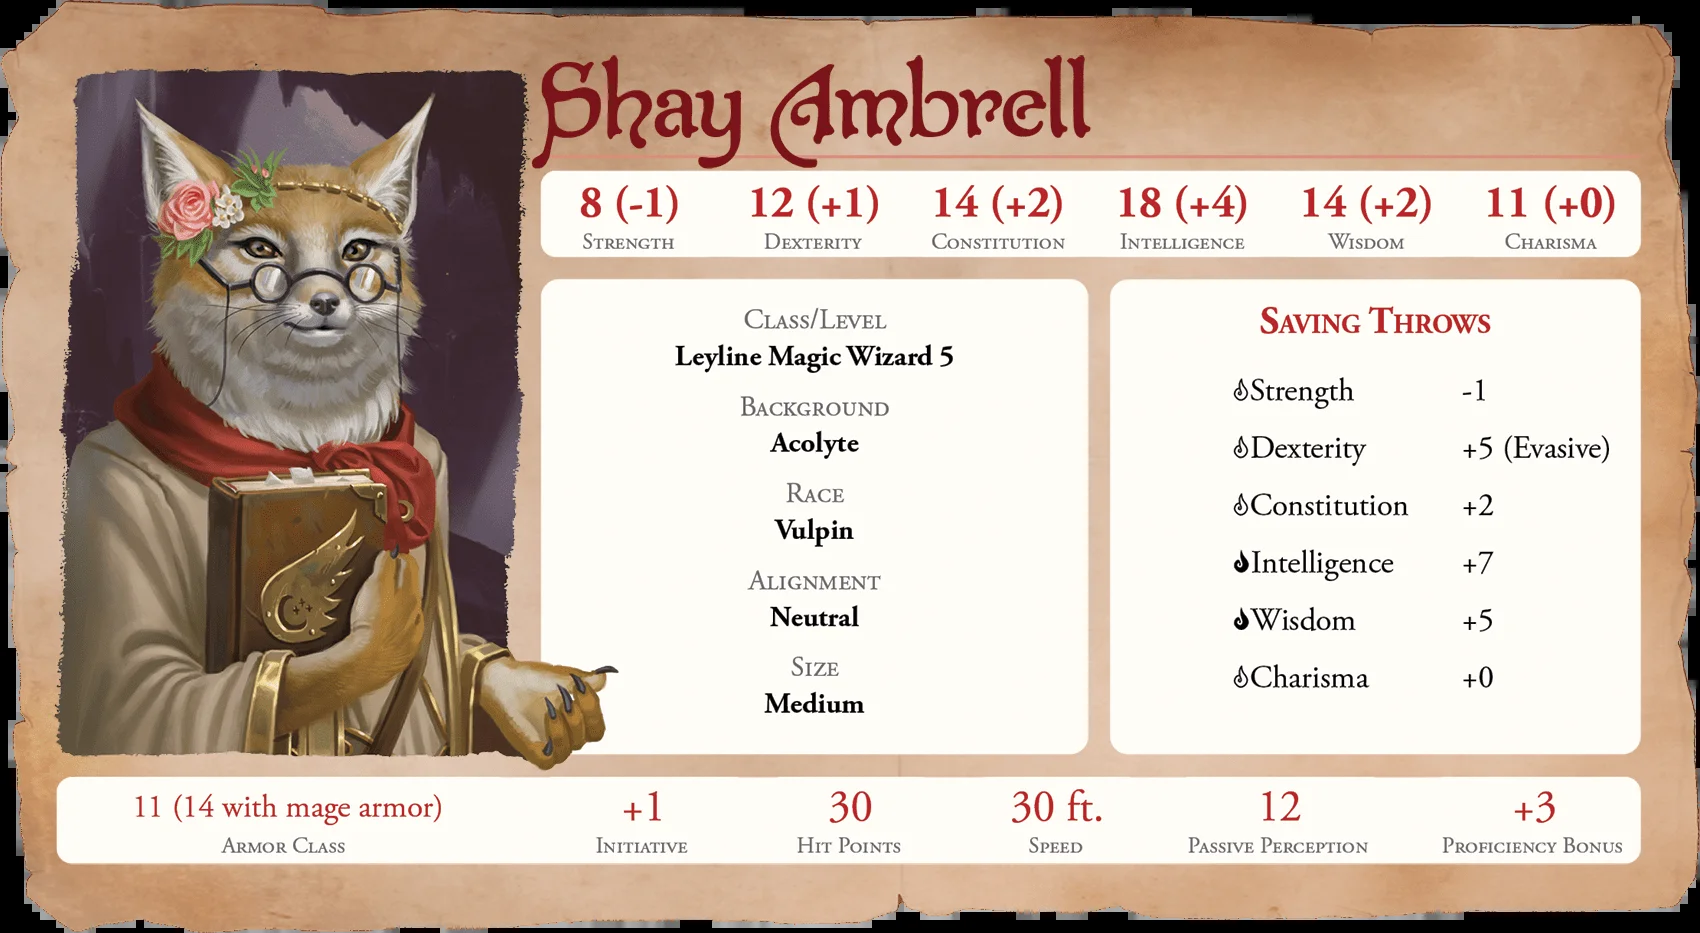 Shay Ambrell
8 (-1) 12 (+1) 14 (+2) 18 (+4) 14 (+2) 11 (+0)
Strength Dexterity Constitution Intelligence Wisdom Charisma
Class/Level
Leyline Magic Wizard 5
Background
Acolyte
Race
Vulpin
Alignment
Neutral
Size
Medium
Saving Throws
Strength -1
Dexterity +5 (Evasive)
Constitution +2
Intelligence +7
Wisdom +5
Charisma +0
11 (14 with mage armor) +1 30 30 ft. 12 +3
Armor Class Initiative Hit Points Speed Passive Perception Proficiency Bonus